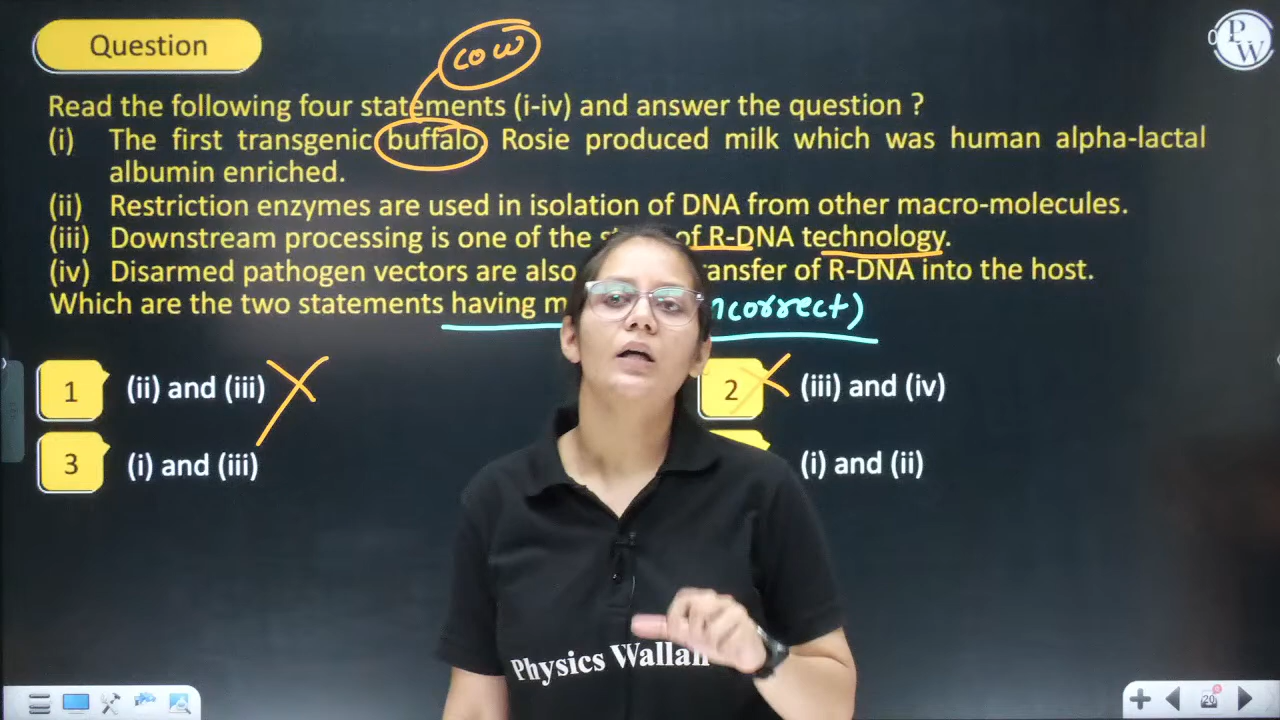 Question
cow
P
W
Read the following four statements (i-iv) and answer the question ?
(i) The first transgenic buffalo, Rosie produced milk which was human alpha-lactal
albumin enriched.
(ii) Restriction enzymes are used in isolation of DNA from other macro-molecules.
(iii) Downstream processing is one of the of R-DNA technology.
(iv) Disarmed pathogen vectors are also of R-DNA into the host.
Which are the two statements having
1 (ii) and (iii)
2 (iii) and (iv)
3 (i) and (iii)
(i) and (ii)
Physics
20